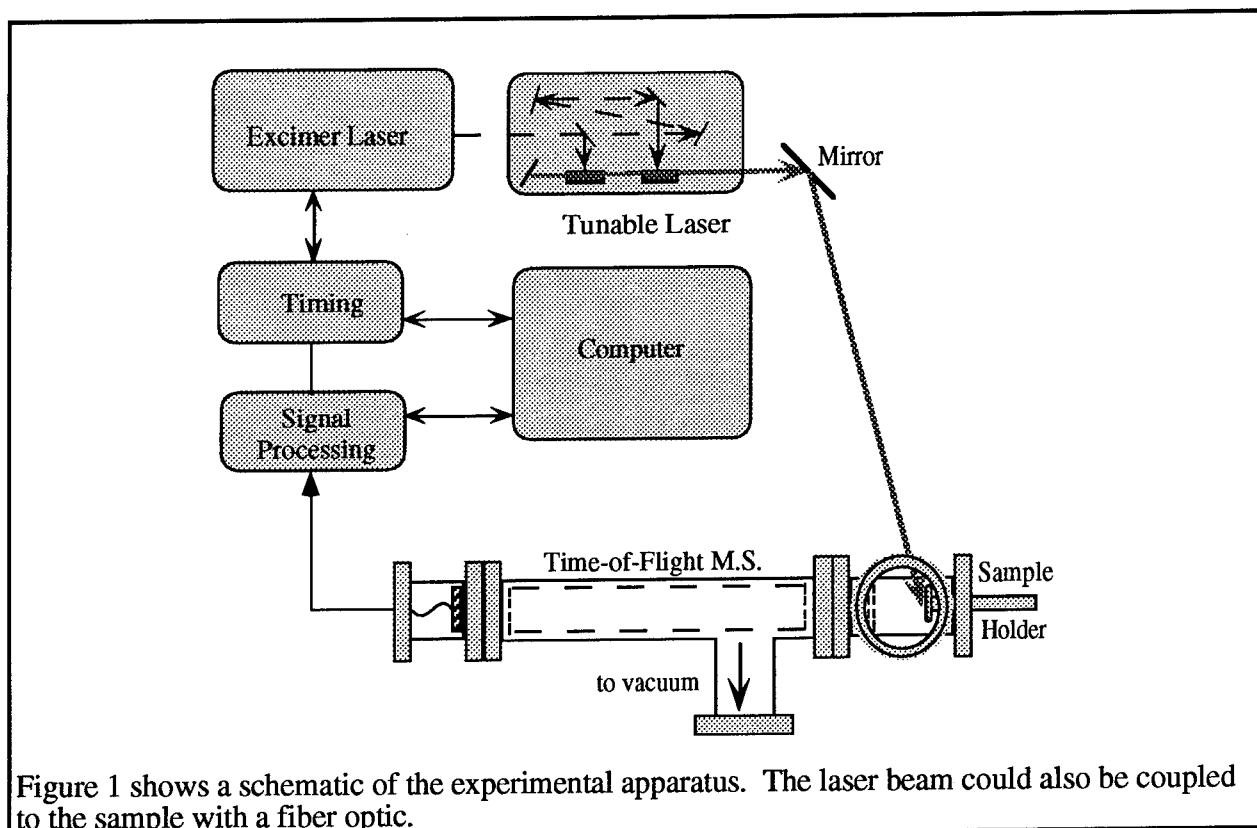 Excimer Laser
Mirror
Tunable Laser
Timing
Computer
Signal
Processing
Time-of-Flight M.S.
Sample
Holder
to vacuum
Figure 1 shows a schematic of the experimental apparatus. The laser beam could also be coupled
to the sample with a fiber optic.